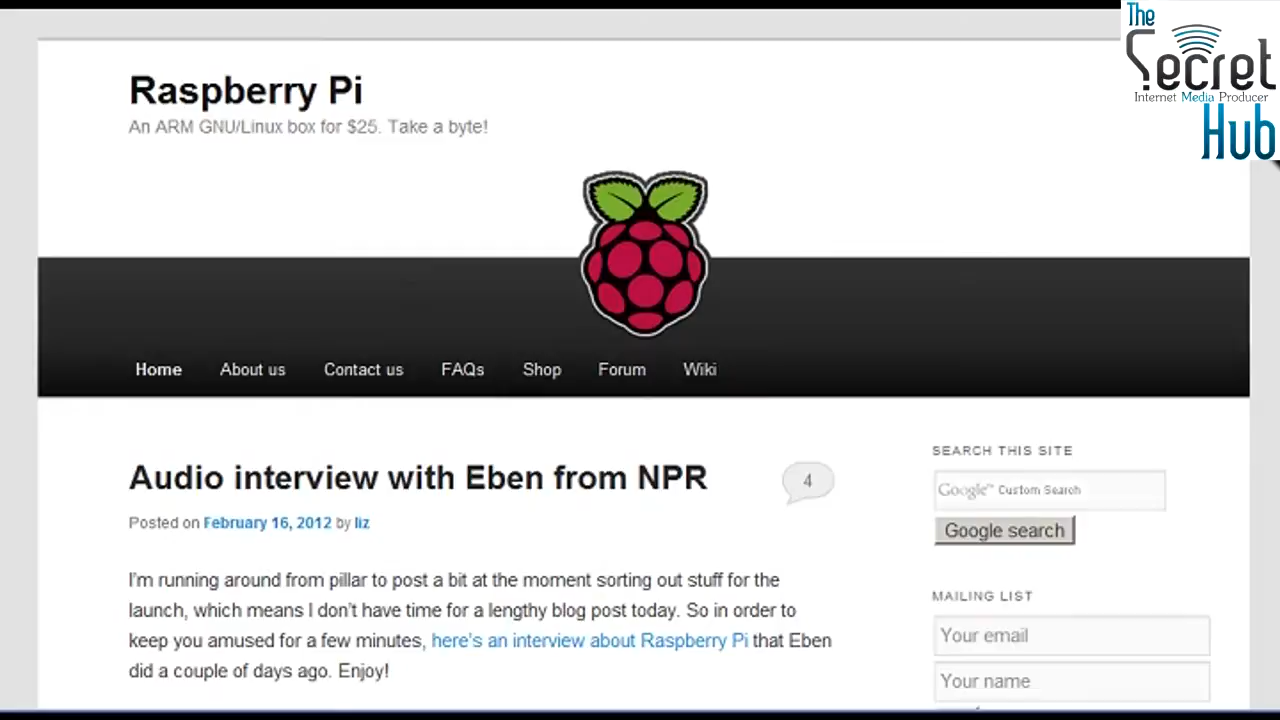 The
Secret
Internet Media Producer
Hub
Raspberry Pi
An ARM GNU/Linux box for $25. Take a byte!
Home About us Contact us FAQs Shop Forum Wiki
Audio interview with Eben from NPR
4
Posted on February 16, 2012 by liz
I'm running around from pillar to post a bit at the moment sorting out stuff for the
launch, which means I don't have time for a lengthy blog post today. So in order to
keep you amused for a few minutes, here's an interview about Raspberry Pi that Eben
did a couple of days ago. Enjoy!
SEARCH THIS SITE
Google™ Custom Search
Google search
MAILING LIST
Your email
Your name